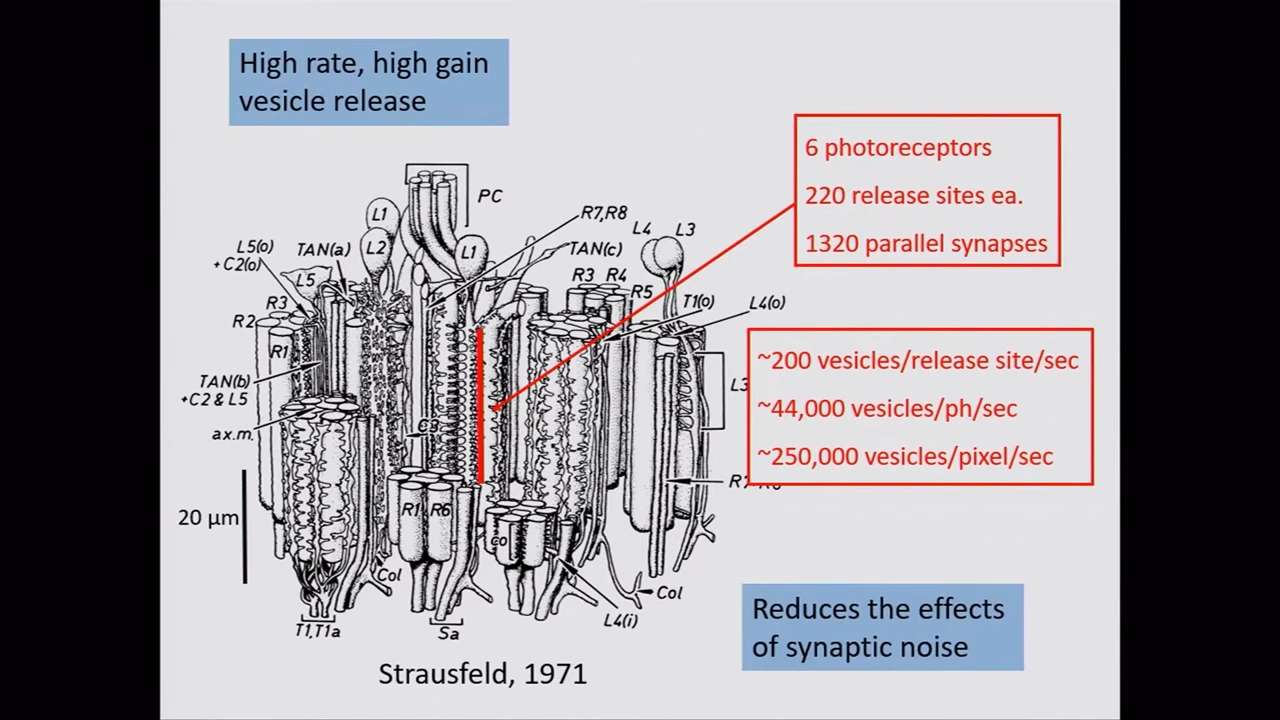 High rate, high gain
vesicle release
6 photoreceptors
220 release sites ea.
1320 parallel synapses
PC
L1
R7,R8
L4
L3
L5(o)
+C2(o)
TAN(a)
L2
L1
TAN(c)
L5
R3
R4
R5
T1(o)
L4(o)
R3
R2
R1
~200 vesicles/release site/sec
~44,000 vesicles/ph/sec
~250,000 vesicles/pixel/sec
TAN(b)
+C2 & L5
L3
ax.m.
C3
20 µm
R1
R6
Col
Col
L4(i)
T1,T1a
Sa
Reduces the effects
of synaptic noise
Strausfeld, 1971